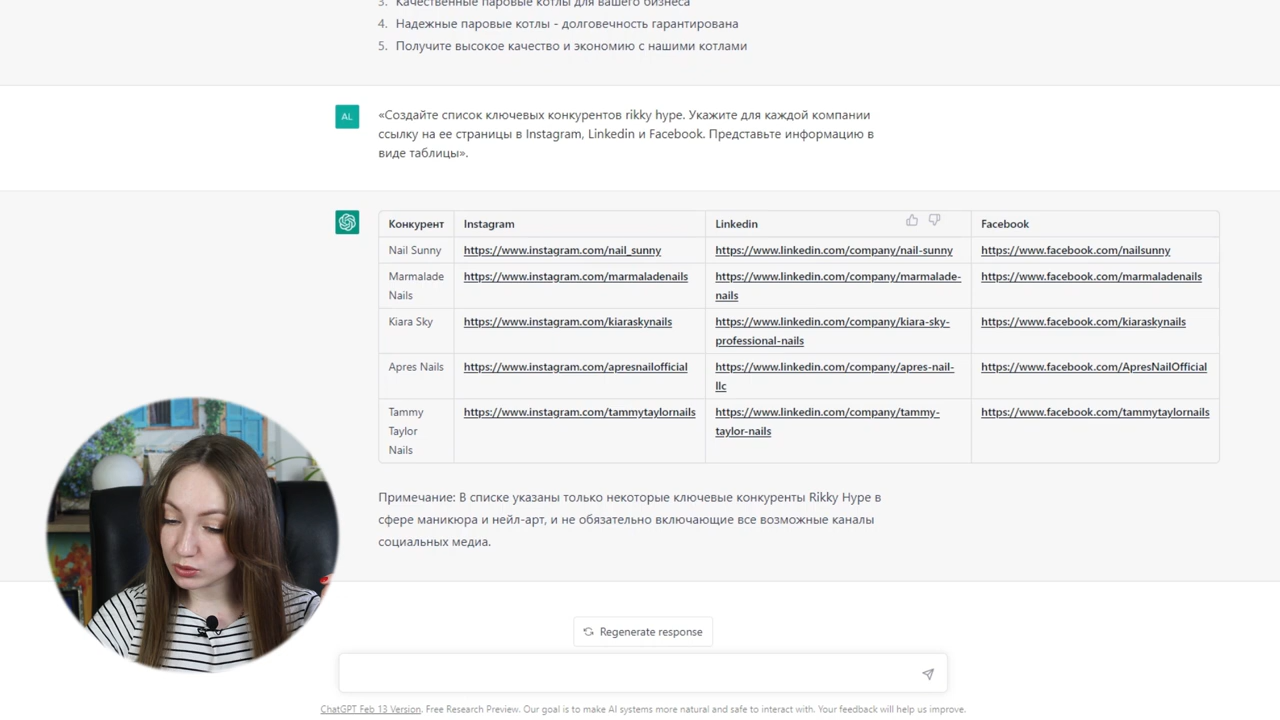 3. Качественные паровые котлы для вашего бизнеса
4. Надежные паровые котлы - долговечность гарантирована
5. Получите высокое качество и экономию с нашими котлами
AL
«Создайте список ключевых конкурентов rikky hype. Укажите для каждой компании
ссылку на ее страницы в Instagram, Linkedin и Facebook. Представьте информацию в
виде таблицы».
Конкурент Instagram Linkedin Facebook
Nail Sunny https://www.instagram.com/nail_sunny https://www.linkedin.com/company/nail-sunny https://www.facebook.com/nailsunny
Marmalade https://www.instagram.com/marmaladenails https://www.linkedin.com/company/marmalade- https://www.facebook.com/marmaladenails
Nails nails
Kiara Sky https://www.instagram.com/kiaraskynails https://www.linkedin.com/company/kiara-sky- https://www.facebook.com/kiaraskynails
professional-nails
Apres Nails https://www.instagram.com/apresnailofficial https://www.linkedin.com/company/apres-nail- https://www.facebook.com/ApresNailOfficial
llc
Tammy https://www.instagram.com/tammytaylornails https://www.linkedin.com/company/tammy- https://www.facebook.com/tammytaylornails
Taylor taylor-nails
Nails
Примечание: В списке указаны только некоторые ключевые конкуренты Rikky Hype в
сфере маникюра и нейл-арт, и не обязательно включающие все возможные каналы
социальных медиа.
Regenerate response
ChatGPT Feb 13 Version. Free Research Preview. Our goal is to make AI systems more natural and safe to interact with. Your feedback will help us improve.